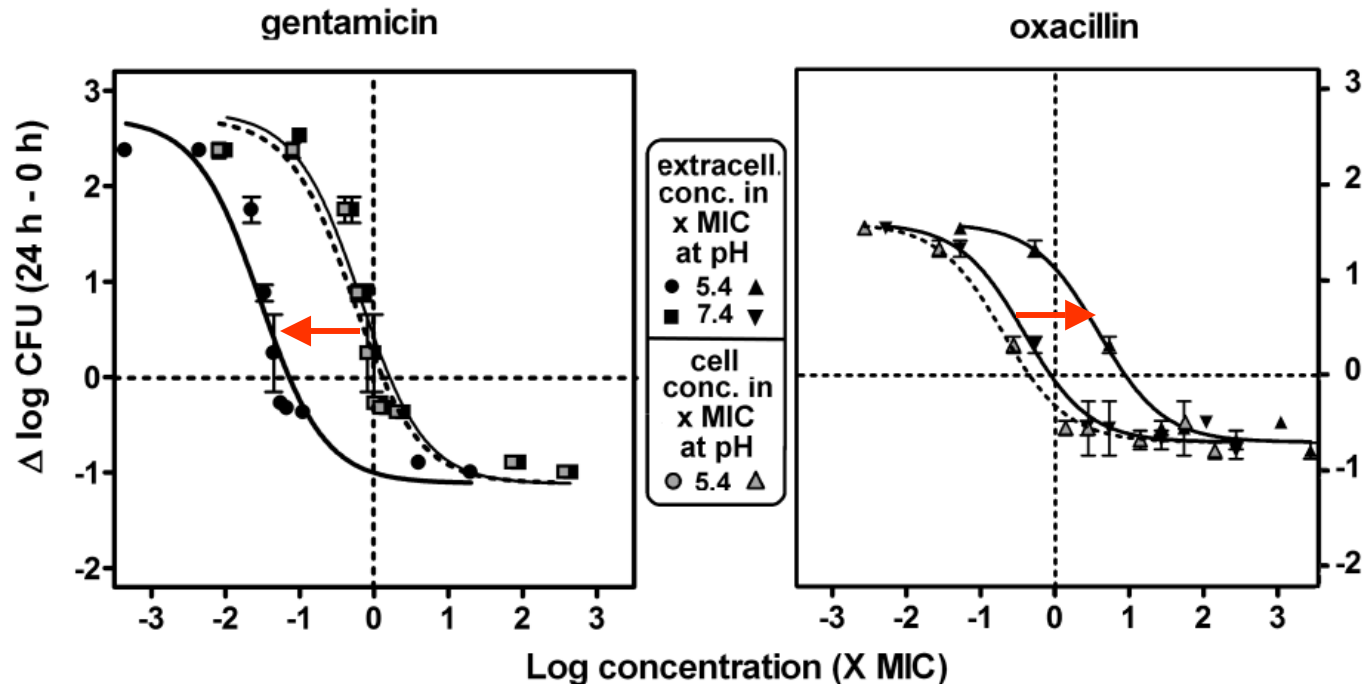 gentamicin
oxacillin
Δ log CFU (24 h - 0 h)
3
2
1
0
-1
-2
-3 -2 -1 0 1 2 3
extracell.
conc. in
x MIC
at pH
5.4
7.4
cell
conc. in
x MIC
at pH
5.4
3
2
1
0
-1
-2
-3 -2 -1 0 1 2 3
Log concentration (X MIC)